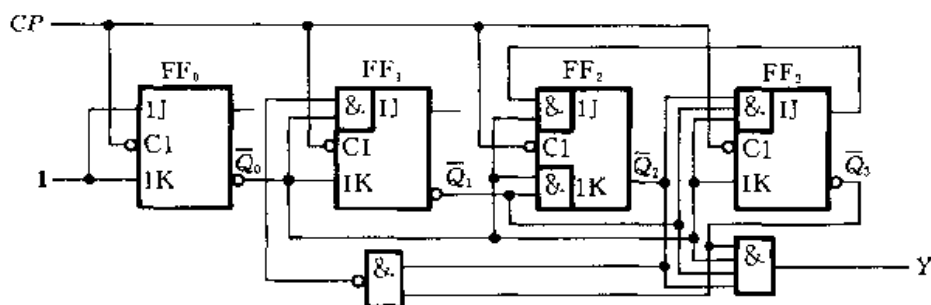 CP
FF₀ FF₁ FF₂ FF₃
1J & 1J & 1J & 1J
C1 C1 C1 C1
Q̅₀ Q̅₁ Q̅₂ Q̅₃
1 1K 1K & 1K 1K
& & Y